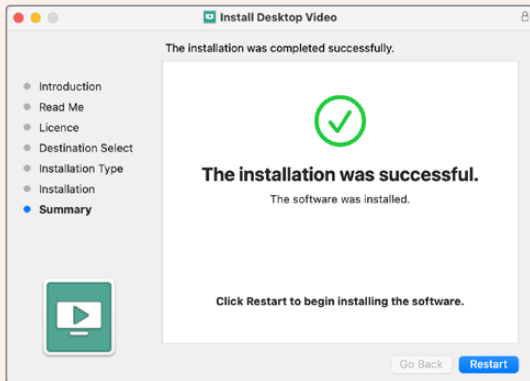 Install Desktop Video
The installation was completed successfully.
Introduction
Read Me
Licence
Destination Select
Installation Type
Installation
Summary
The installation was successful.
The software was installed.
Click Restart to begin installing the software.
Go Back
Restart